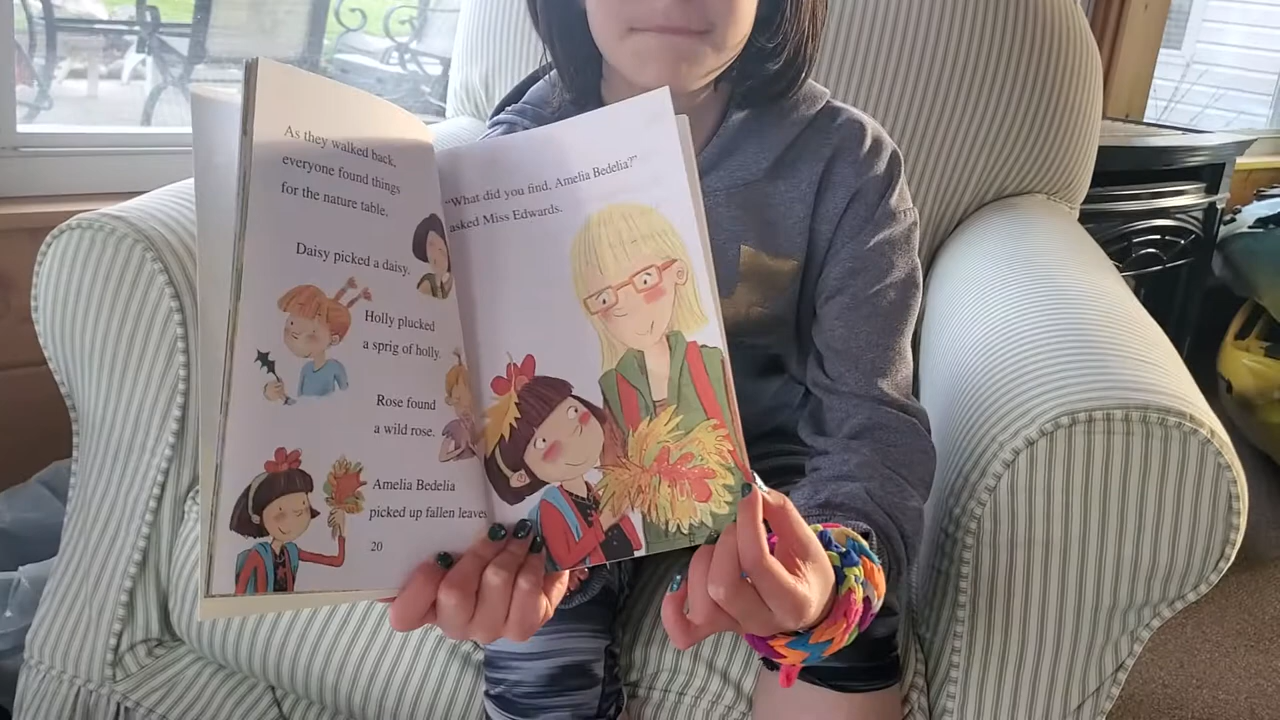 As they walked back,
everyone found things
for the nature table.
Daisy picked a daisy.
Holly plucked
a sprig of holly.
Rose found
a wild rose.
Amelia Bedelia
picked up fallen leaves
20
"What did you find, Amelia Bedelia?"
asked Miss Edwards.